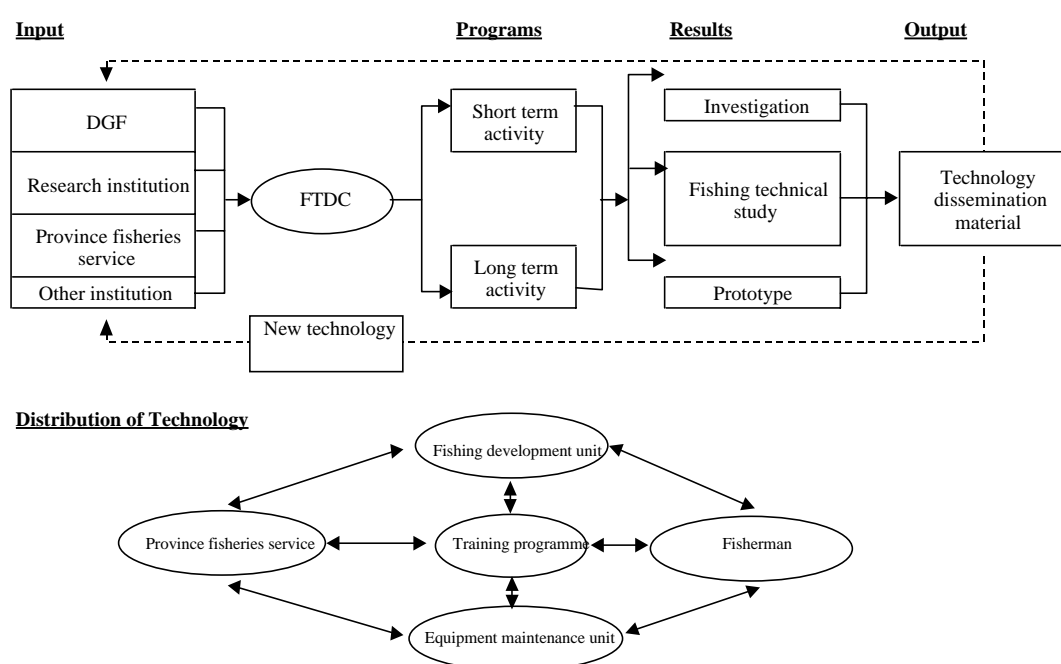 Input
Programs
Results
Output
DGF
Research institution
Province fisheries
service
Other institution
FTDC
Short term
activity
Long term
activity
Investigation
Fishing technical
study
Prototype
Technology
dissemination
material
New technology
Distribution of Technology
Fishing development unit
Province fisheries service
Training programme
Fisherman
Equipment maintenance unit